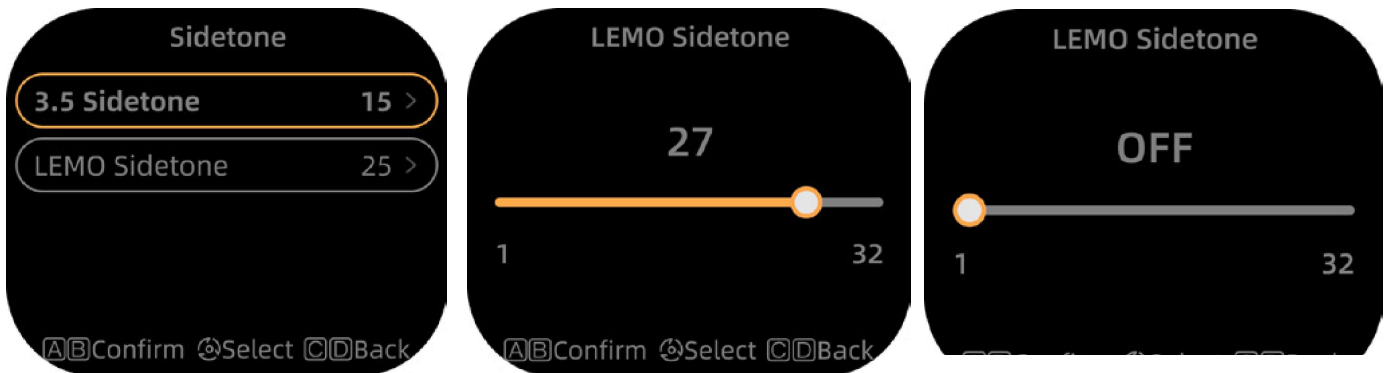 Sidetone
3.5 Sidetone 15 >
LEMO Sidetone 25 >
ABConfirm Select CDBack
LEMO Sidetone
27
1 32
ABConfirm Select CDBack
LEMO Sidetone
OFF
1 32